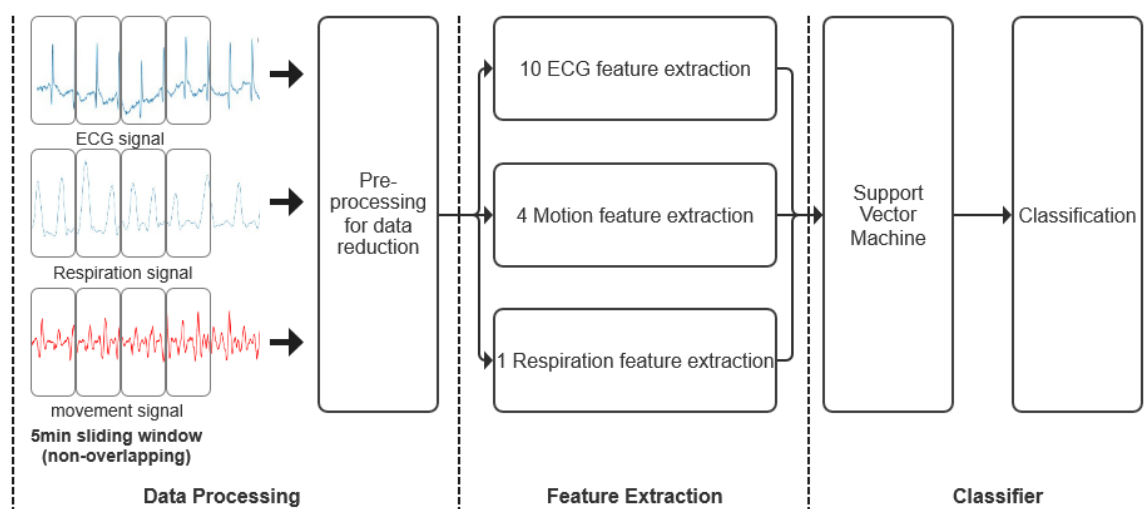 ECG signal
Respiration signal
movement signal
5min sliding window
(non-overlapping)
Data Processing
Pre-
processing
for data
reduction
10 ECG feature extraction
4 Motion feature extraction
1 Respiration feature extraction
Feature Extraction
Support
Vector
Machine
Classification
Classifier